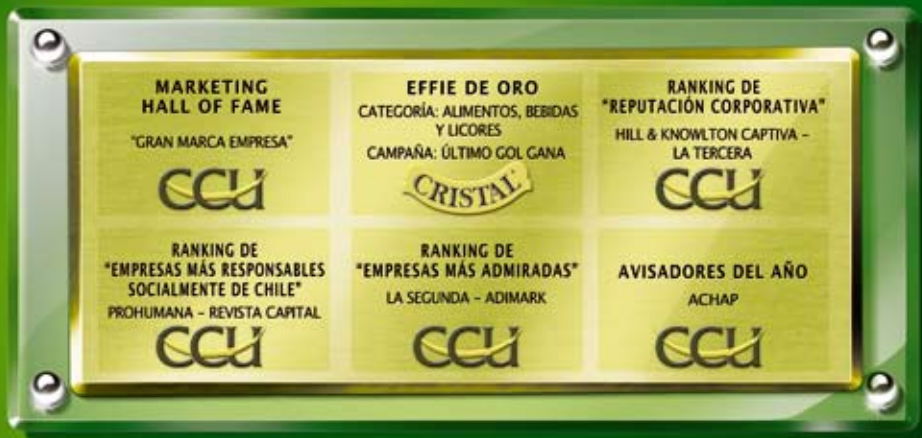 MARKETING
HALL OF FAME
"GRAN MARCA EMPRESA"
CCU
EFFIE DE ORO
CATEGORÍA: ALIMENTOS, BEBIDAS
Y LICORES
CAMPAÑA: ÚLTIMO GOL GANA
CRISTAL
RANKING DE
"REPUTACIÓN CORPORATIVA"
HILL & KNOWLTON CAPTIVA –
LA TERCERA
CCU
RANKING DE
"EMPRESAS MÁS RESPONSABLES
SOCIALMENTE DE CHILE"
PROHUMANA – REVISTA CAPITAL
CCU
RANKING DE
"EMPRESAS MÁS ADMIRADAS"
LA SEGUNDA – ADIMARK
CCU
AVISADORES DEL AÑO
ACHAP
CCU